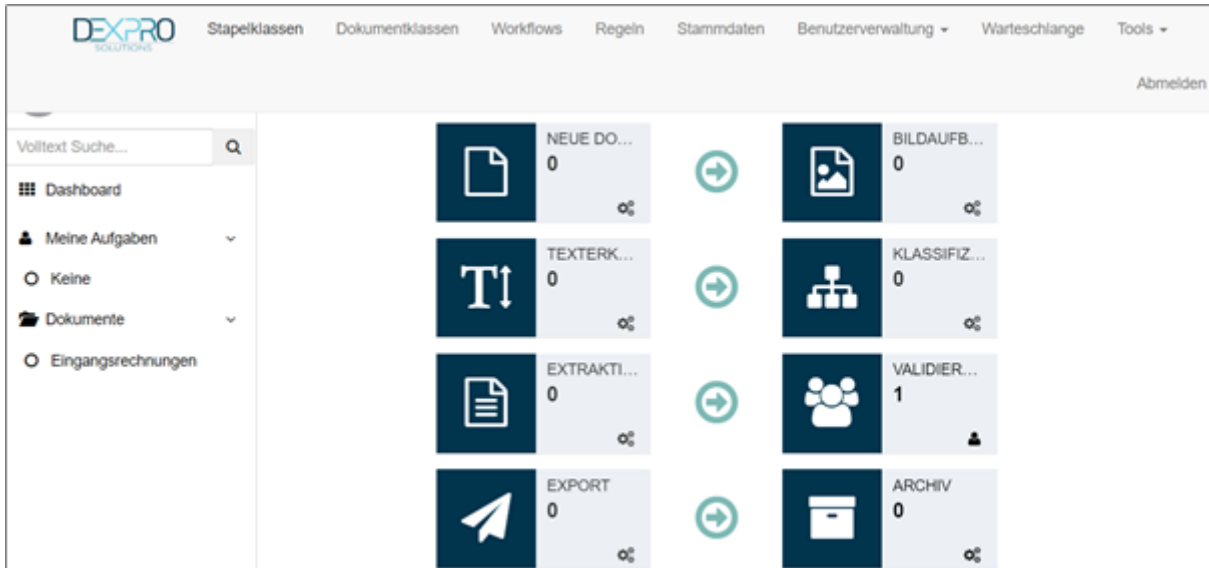 DEXPRO
SOLUTIONS
Stapelklassen Dokumentklassen Workflows Regeln Stammdaten Benutzerverwaltung Warteschlange Tools
Abmelden
Volltext Suche...
Dashboard
Meine Aufgaben
Keine
Dokumente
Eingangsrechnungen
NEUE DO...
0
BILDAUFB...
0
TEXTERK...
0
KLASSIFIZ...
0
EXTRAKTI...
0
VALIDIER...
1
EXPORT
0
ARCHIV
0